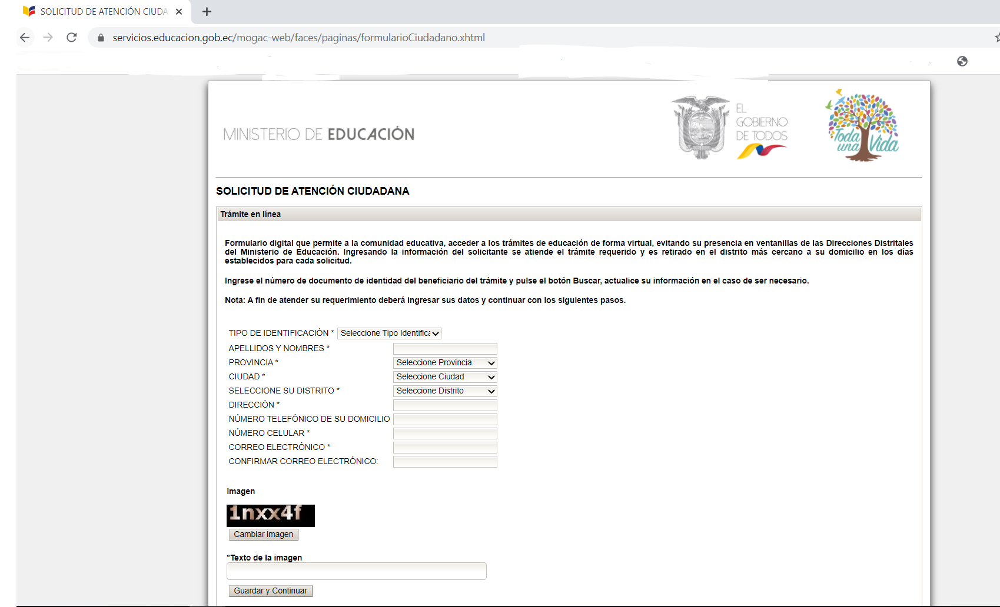 SOLICITUD DE ATENCIÓN CIUDA
servicios.educacion.gob.ec/mogac-web/faces/paginas/formularioCiudadano.xhtml
MINISTERIO DE EDUCACIÓN
EL
GOBIERNO
DE TODOS
Toda
una Vida
SOLICITUD DE ATENCIÓN CIUDADANA
Trámite en línea
Formulario digital que permite a la comunidad educativa, acceder a los trámites de educación de forma virtual, evitando su presencia en ventanillas de las Direcciones Distritales
del Ministerio de Educación. Ingresando la información del solicitante se atiende el trámite requerido y es retirado en el distrito más cercano a su domicilio en los días
establecidos para cada solicitud.
Ingrese el número de documento de identidad del beneficiario del trámite y pulse el botón Buscar, actualice su información en el caso de ser necesario.
Nota: A fin de atender su requerimiento deberá ingresar sus datos y continuar con los siguientes pasos.
TIPO DE IDENTIFICACIÓN * Seleccione Tipo Identifica
APELLIDOS Y NOMBRES *
PROVINCIA * Seleccione Provincia
CIUDAD * Seleccione Ciudad
SELECCIONE SU DISTRITO * Seleccione Distrito
DIRECCIÓN *
NÚMERO TELEFÓNICO DE SU DOMICILIO
NÚMERO CELULAR *
CORREO ELECTRÓNICO *
CONFIRMAR CORREO ELECTRÓNICO:
Imagen
1nxx4f
Cambiar imagen
*Texto de la imagen
Guardar y Continuar